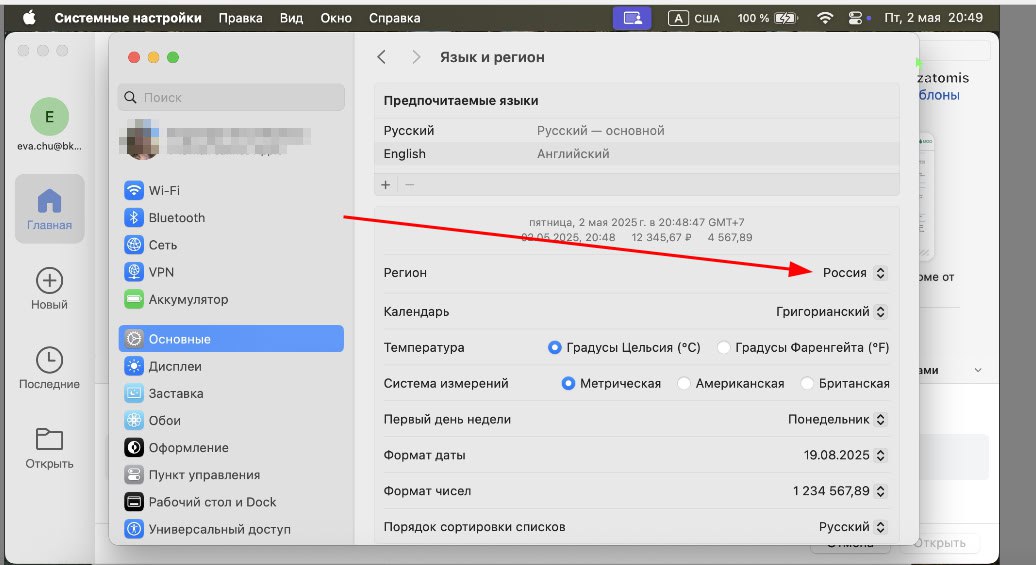 Системные настройки Правка Вид Окно Справка A США 100 % Пт, 2 мая 20:49
Язык и регион
Поиск
E
eva.chu@bk...
Главная
Новый
Последние
Открыть
Wi-Fi
Bluetooth
Сеть
VPN
Аккумулятор
Основные
Дисплеи
Заставка
Обои
Оформление
Пункт управления
Рабочий стол и Dock
Универсальный доступ
Предпочитаемые языки
Русский Русский — основной
English Английский
+ −
пятница, 2 мая 2025 г. в 20:48:47 GMT+7
02.05.2025, 20:48 12 345,67 ₽ 4 567,89
Регион Россия
Календарь Григорианский
Температура Градусы Цельсия (°C) Градусы Фаренгейта (°F)
Система измерений Метрическая Американская Британская
Первый день недели Понедельник
Формат даты 19.08.2025
Формат чисел 1 234 567,89
Порядок сортировки списков Русский
zatomis
блоны
оме от
ами
Отмена Открыть